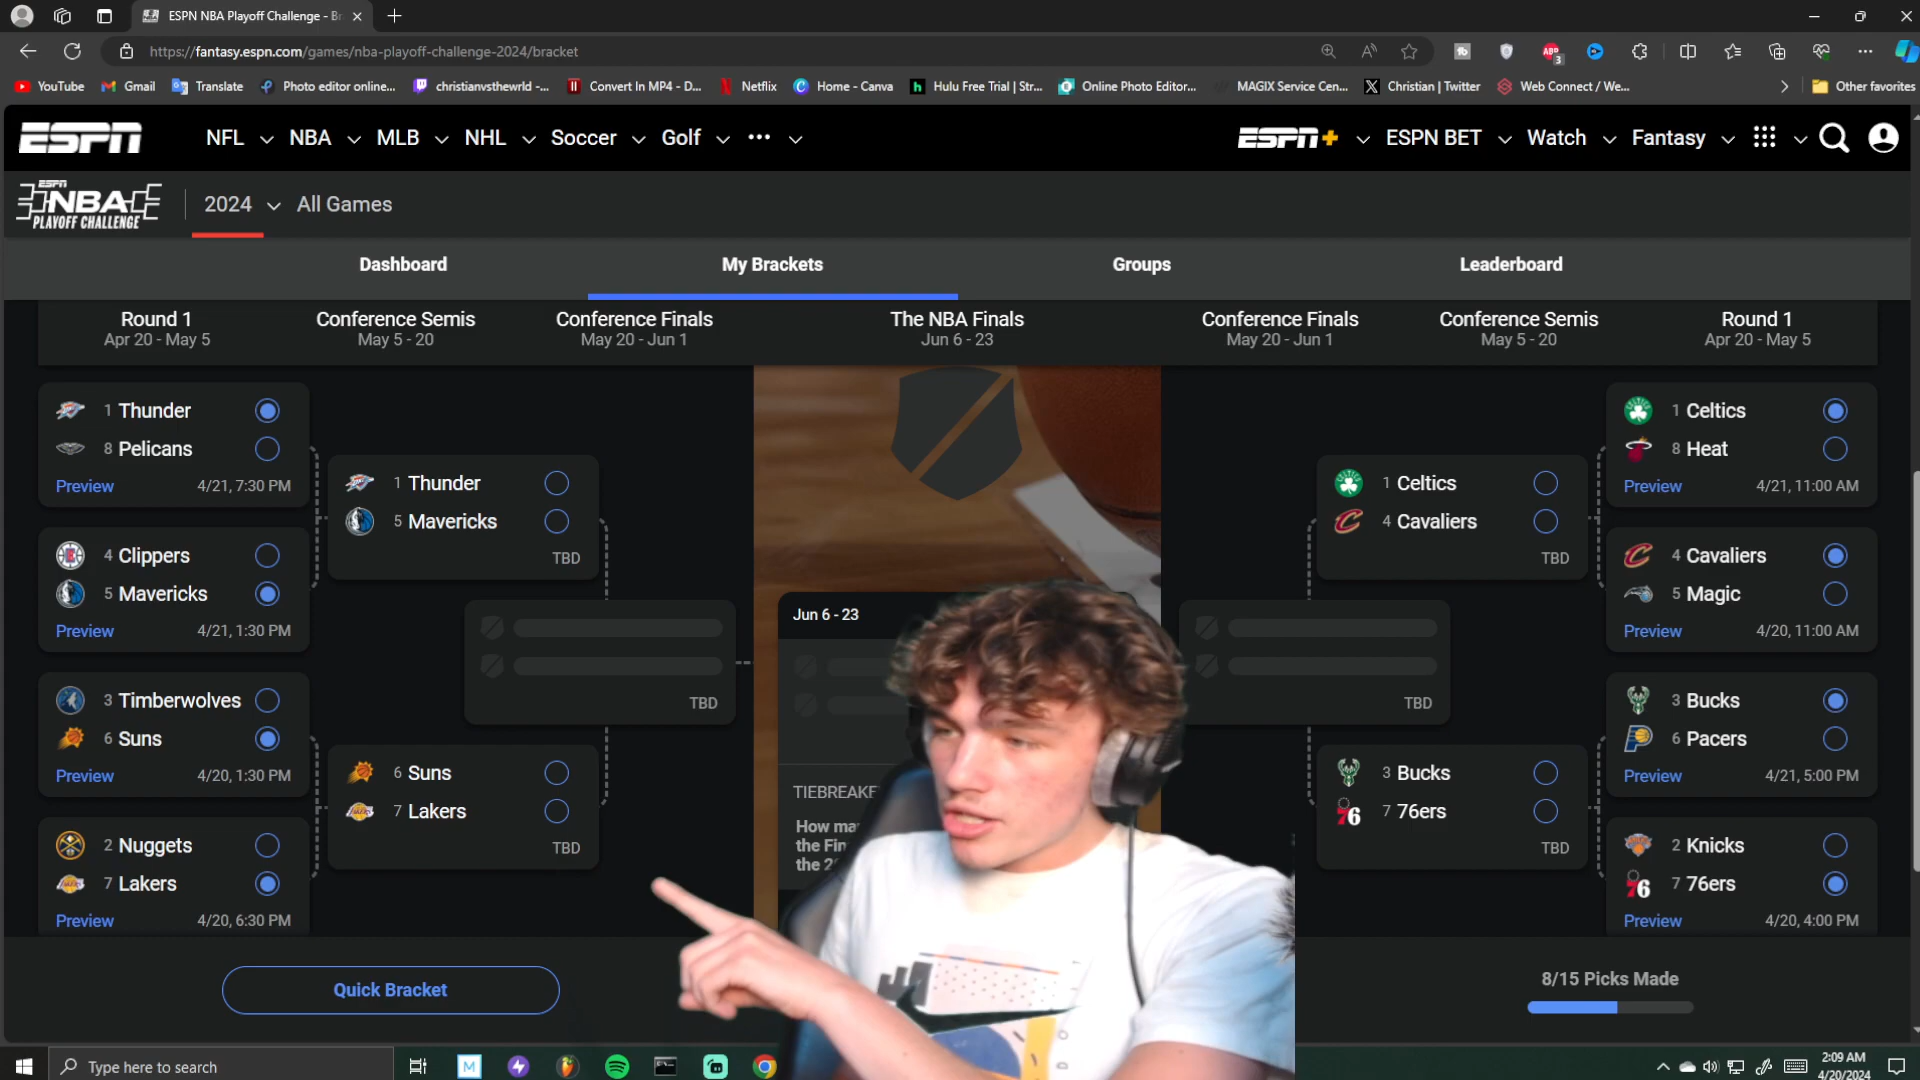 ESPN NBA Playoff Challenge - Br
https://fantasy.espn.com/games/nba-playoff-challenge-2024/bracket
YouTube Gmail Translate Photo editor online... christianvsthewrld -... Convert In MP4 - D... Netflix Home - Canva Hulu Free Trial | Str... Online Photo Editor... MAGIX Service Cen... Christian | Twitter Web Connect / We... Other favorites
ESPN NFL NBA MLB NHL Soccer Golf ESPN+ ESPN BET Watch Fantasy
ESPN NBA PLAYOFF CHALLENGE 2024 All Games
Dashboard My Brackets Groups Leaderboard
Round 1 Conference Semis Conference Finals The NBA Finals Conference Finals Conference Semis Round 1
Apr 20 - May 5 May 5 - 20 May 20 - Jun 1 Jun 6 - 23 May 20 - Jun 1 May 5 - 20 Apr 20 - May 5
1 Thunder
8 Pelicans
Preview 4/21, 7:30 PM
4 Clippers
5 Mavericks
Preview 4/21, 1:30 PM
3 Timberwolves
6 Suns
Preview 4/20, 1:30 PM
2 Nuggets
7 Lakers
Preview 4/20, 6:30 PM
1 Thunder
5 Mavericks
TBD
6 Suns
7 Lakers
TBD
TBD
Jun 6 - 23
TIEBREAKE
How ma
the Fin
the 2
TBD
1 Celtics
4 Cavaliers
TBD
3 Bucks
7 76ers
TBD
1 Celtics
8 Heat
Preview 4/21, 11:00 AM
4 Cavaliers
5 Magic
Preview 4/20, 11:00 AM
3 Bucks
6 Pacers
Preview 4/21, 5:00 PM
2 Knicks
7 76ers
Preview 4/20, 4:00 PM
Quick Bracket
8/15 Picks Made
Type here to search
2:09 AM
4/20/2024